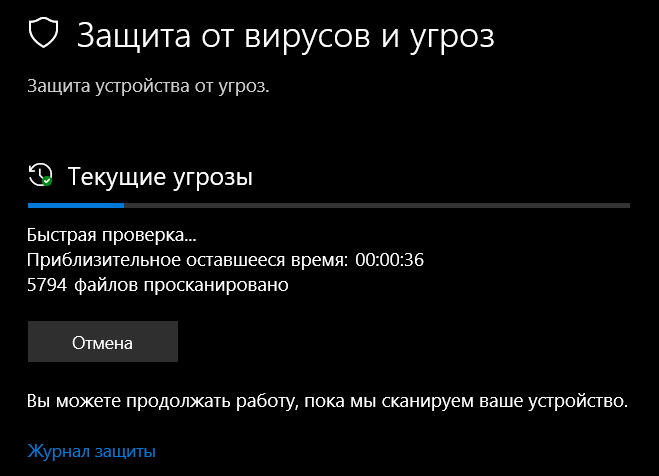 Защита от вирусов и угроз
Защита устройства от угроз.
Текущие угрозы
Быстрая проверка...
Приблизительное оставшееся время: 00:00:36
5794 файлов просканировано
Отмена
Вы можете продолжать работу, пока мы сканируем ваше устройство.
Журнал защиты